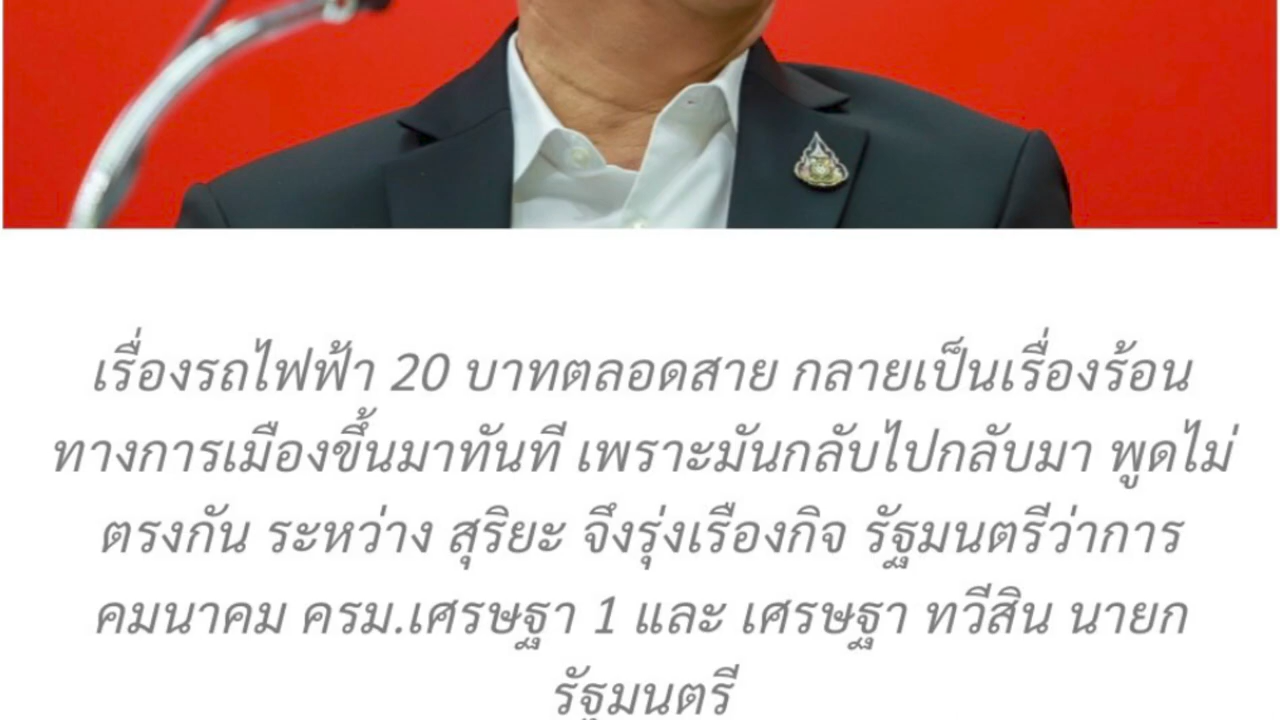 เรื่องรถไฟฟ้า 20 บาทตลอดสาย กลายเป็นเรื่องร้อน
ทางการเมืองขึ้นมาทันที เพราะมันกลับไปกลับมา พูดไม่
ตรงกัน ระหว่าง สุริยะ จึงรุ่งเรืองกิจ รัฐมนตรีว่าการ
คมนาคม ครม.เศรษฐา 1 และ เศรษฐา ทวีสิน นายก
รัฐมนตรี